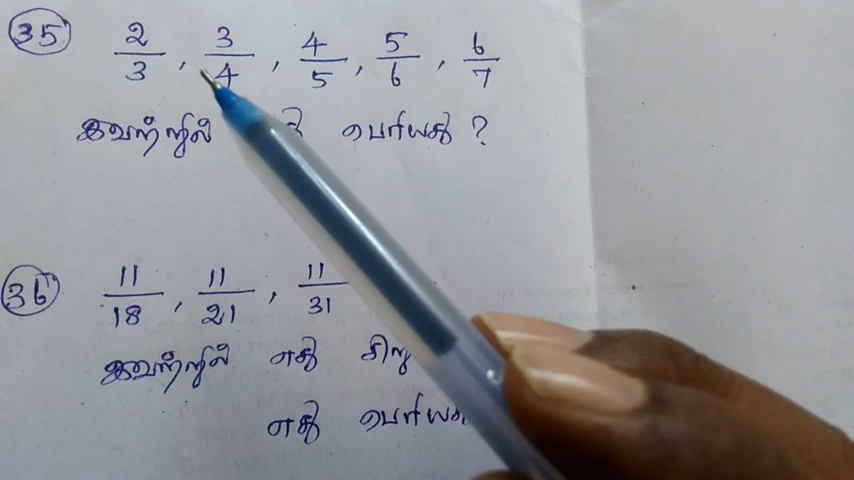 35 2/3 , 3/4 , 4/5 , 5/6 , 6/7
இவற்றில் பெரியது ?
36 11/18 , 11/21 , 11/31
இவற்றில் எது சிறு
எது பெரியது